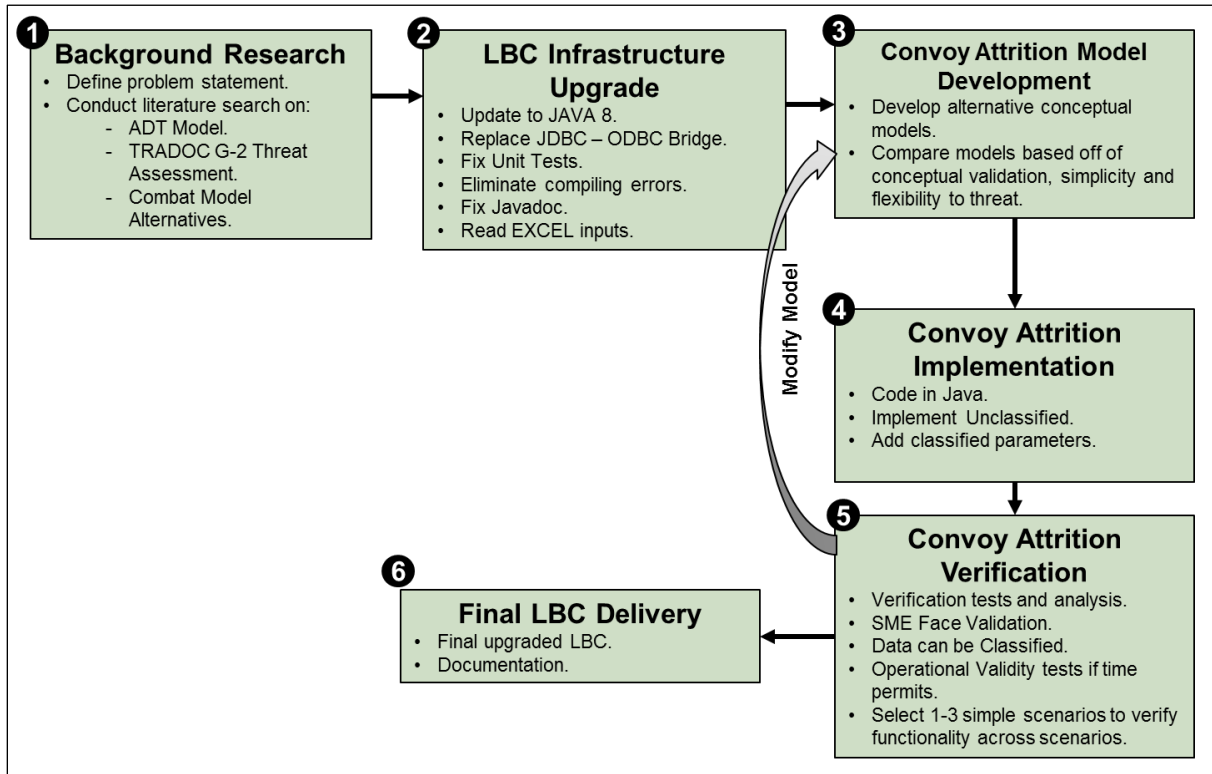 1
Background Research
• Define problem statement.
• Conduct literature search on:
- ADT Model.
- TRADOC G-2 Threat
Assessment.
- Combat Model
Alternatives.
2
LBC Infrastructure
Upgrade
• Update to JAVA 8.
• Replace JDBC – ODBC Bridge.
• Fix Unit Tests.
• Eliminate compiling errors.
• Fix Javadoc.
• Read EXCEL inputs.
3
Convoy Attrition Model
Development
• Develop alternative conceptual
models.
• Compare models based off of
conceptual validation, simplicity and
flexibility to threat.
Modify Model
4
Convoy Attrition
Implementation
• Code in Java.
• Implement Unclassified.
• Add classified parameters.
5
Convoy Attrition
Verification
• Verification tests and analysis.
• SME Face Validation.
• Data can be Classified.
• Operational Validity tests if time
permits.
• Select 1-3 simple scenarios to verify
functionality across scenarios.
6
Final LBC Delivery
• Final upgraded LBC.
• Documentation.